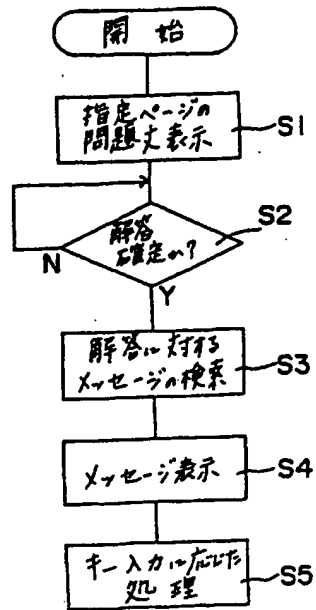 開始
指定ページの
問題文表示
S1
解答
確定か?
S2
N
Y
解答に対する
メッセージの検索
S3
メッセージ表示
S4
キー入力に応じた
処理
S5